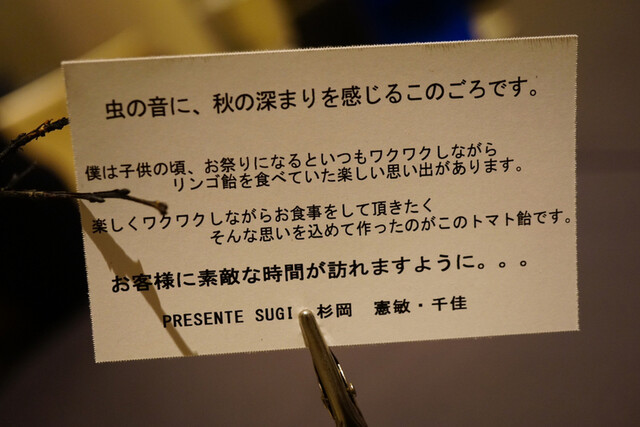 虫の音に、秋の深まりを感じるこのごろです。
僕は子供の頃、お祭りになるといつもワクワクしながら
リンゴ飴を食べていた楽しい思い出があります。
楽しくワクワクしながらお食事をして頂きたく
そんな思いを込めて作ったのがこのトマト飴です。
お客様に素敵な時間が訪れますように。。。
PRESENTE SUGI 杉岡 憲敏・千佳